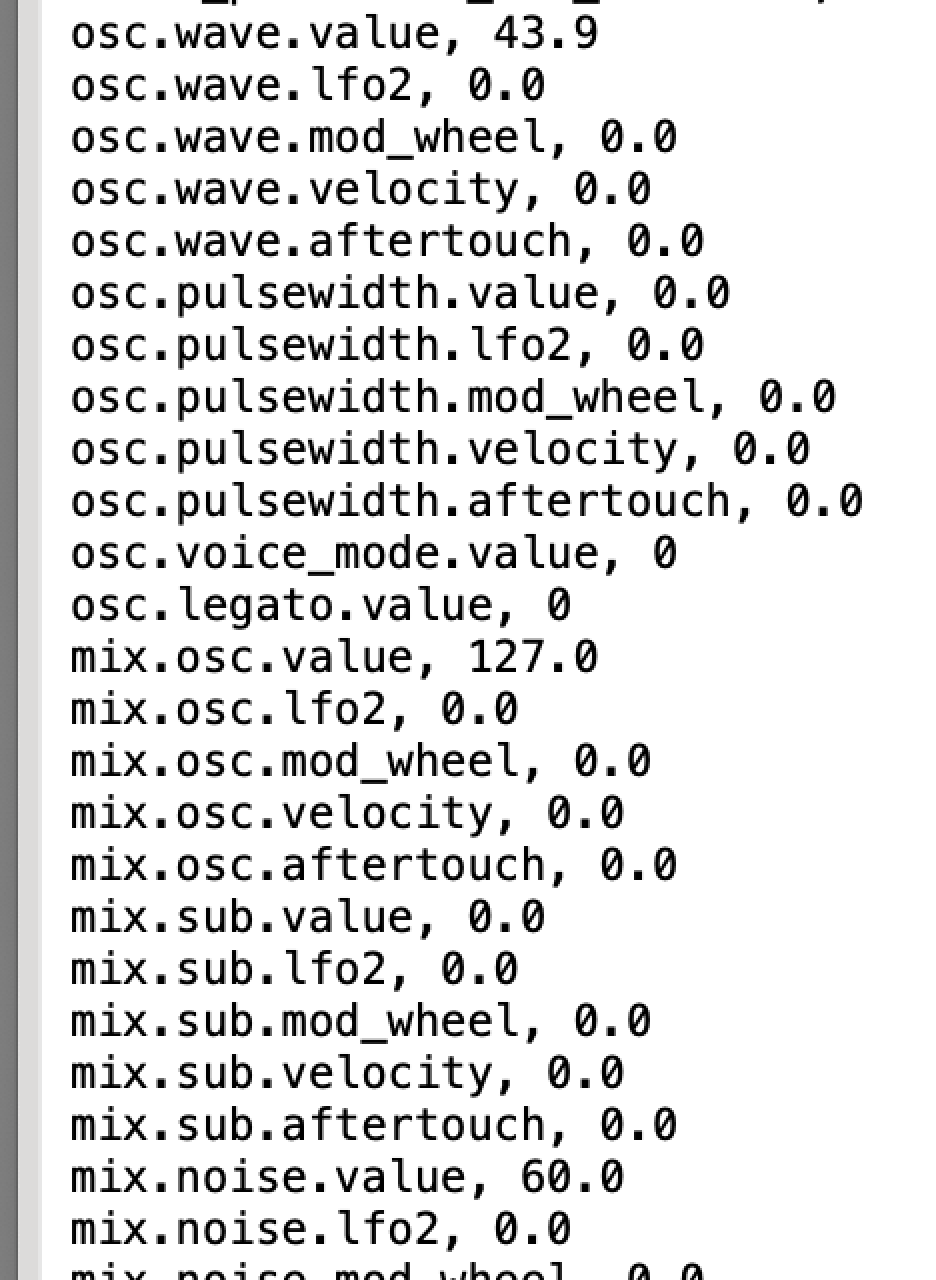 osc.wave.value, 43.9
osc.wave.lfo2, 0.0
osc.wave.mod_wheel, 0.0
osc.wave.velocity, 0.0
osc.wave.aftertouch, 0.0
osc.pulsewidth.value, 0.0
osc.pulsewidth.lfo2, 0.0
osc.pulsewidth.mod_wheel, 0.0
osc.pulsewidth.velocity, 0.0
osc.pulsewidth.aftertouch, 0.0
osc.voice_mode.value, 0
osc.legato.value, 0
mix.osc.value, 127.0
mix.osc.lfo2, 0.0
mix.osc.mod_wheel, 0.0
mix.osc.velocity, 0.0
mix.osc.aftertouch, 0.0
mix.sub.value, 0.0
mix.sub.lfo2, 0.0
mix.sub.mod_wheel, 0.0
mix.sub.velocity, 0.0
mix.sub.aftertouch, 0.0
mix.noise.value, 60.0
mix.noise.lfo2, 0.0
mix.noise.mod_wheel, 0.0